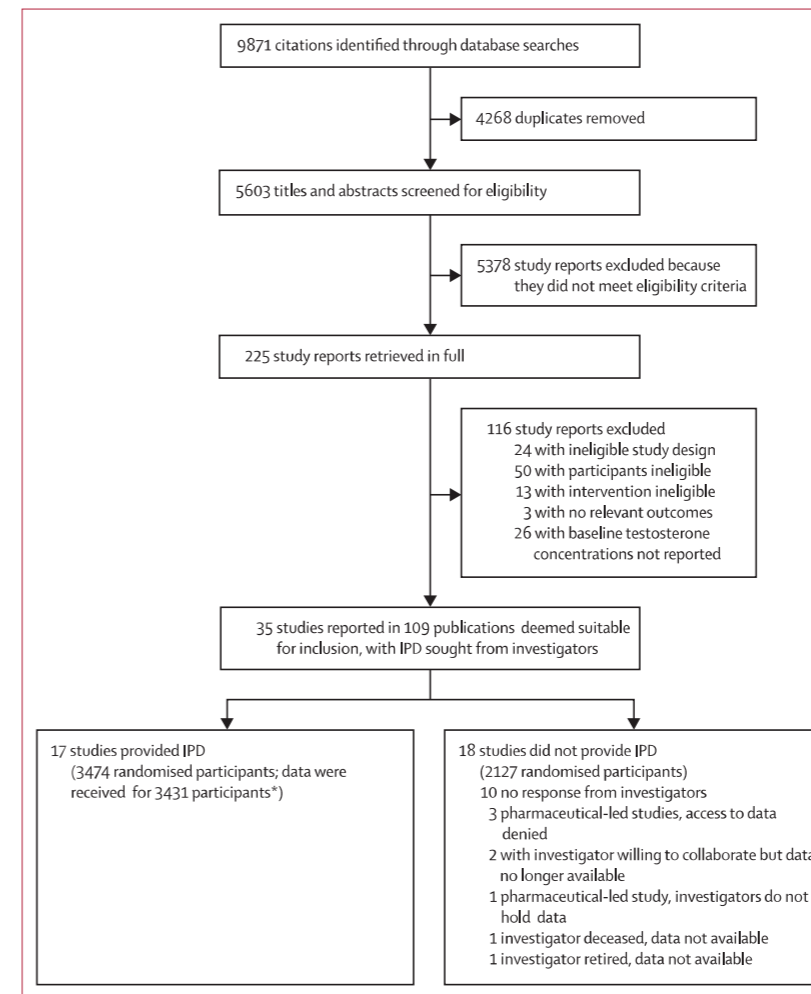 9871 citations identified through database searches
4268 duplicates removed
5603 titles and abstracts screened for eligibility
5378 study reports excluded because
they did not meet eligibility criteria
225 study reports retrieved in full
116 study reports excluded
24 with ineligible study design
50 with participants ineligible
13 with intervention ineligible
3 with no relevant outcomes
26 with baseline testosterone
concentrations not reported
35 studies reported in 109 publications deemed suitable
for inclusion, with IPD sought from investigators
17 studies provided IPD
(3474 randomised participants; data were
received for 3431 participants*)
18 studies did not provide IPD
(2127 randomised participants)
10 no response from investigators
3 pharmaceutical-led studies, access to data
denied
2 with investigator willing to collaborate but data
no longer available
1 pharmaceutical-led study, investigators do not
hold data
1 investigator deceased, data not available
1 investigator retired, data not available